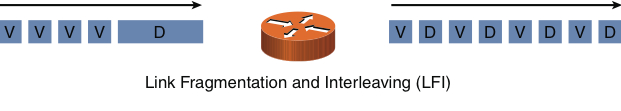 V V V V D V D V D V D V D
Link Fragmentation and Interleaving (LFI)